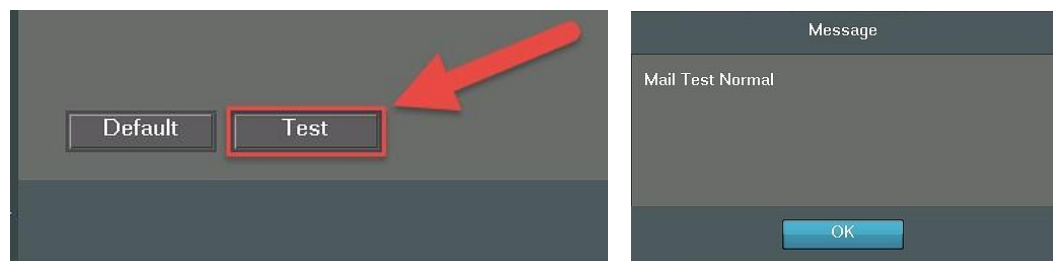 Default
Test
Message
Mail Test Normal
OK